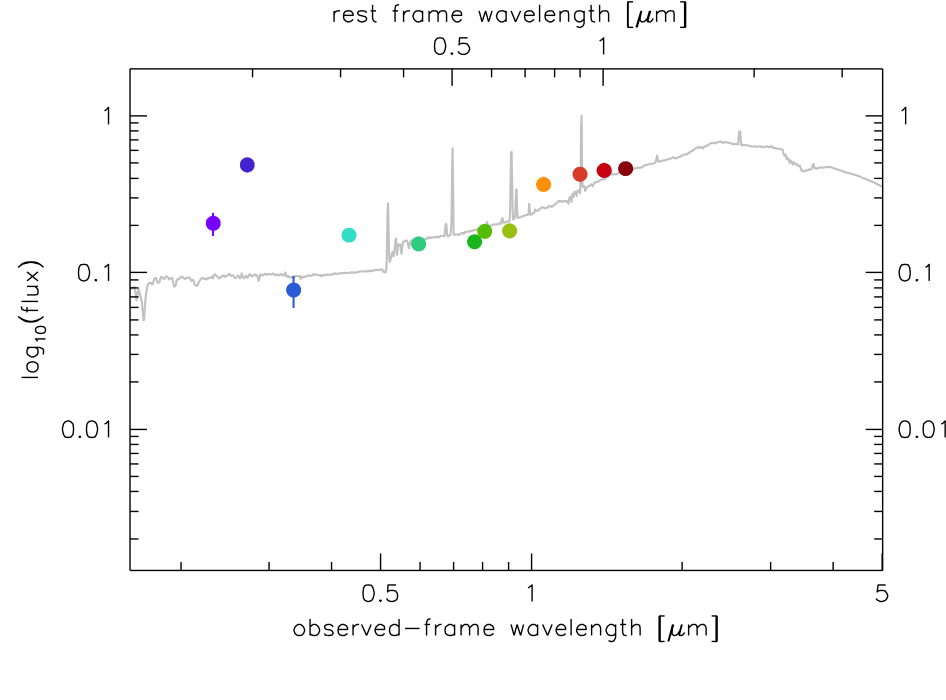 rest frame wavelength [μm]
0.5 1
1 1
0.1 0.1
0.01 0.01
log10(flux)
0.5 1 5
observed-frame wavelength [μm]